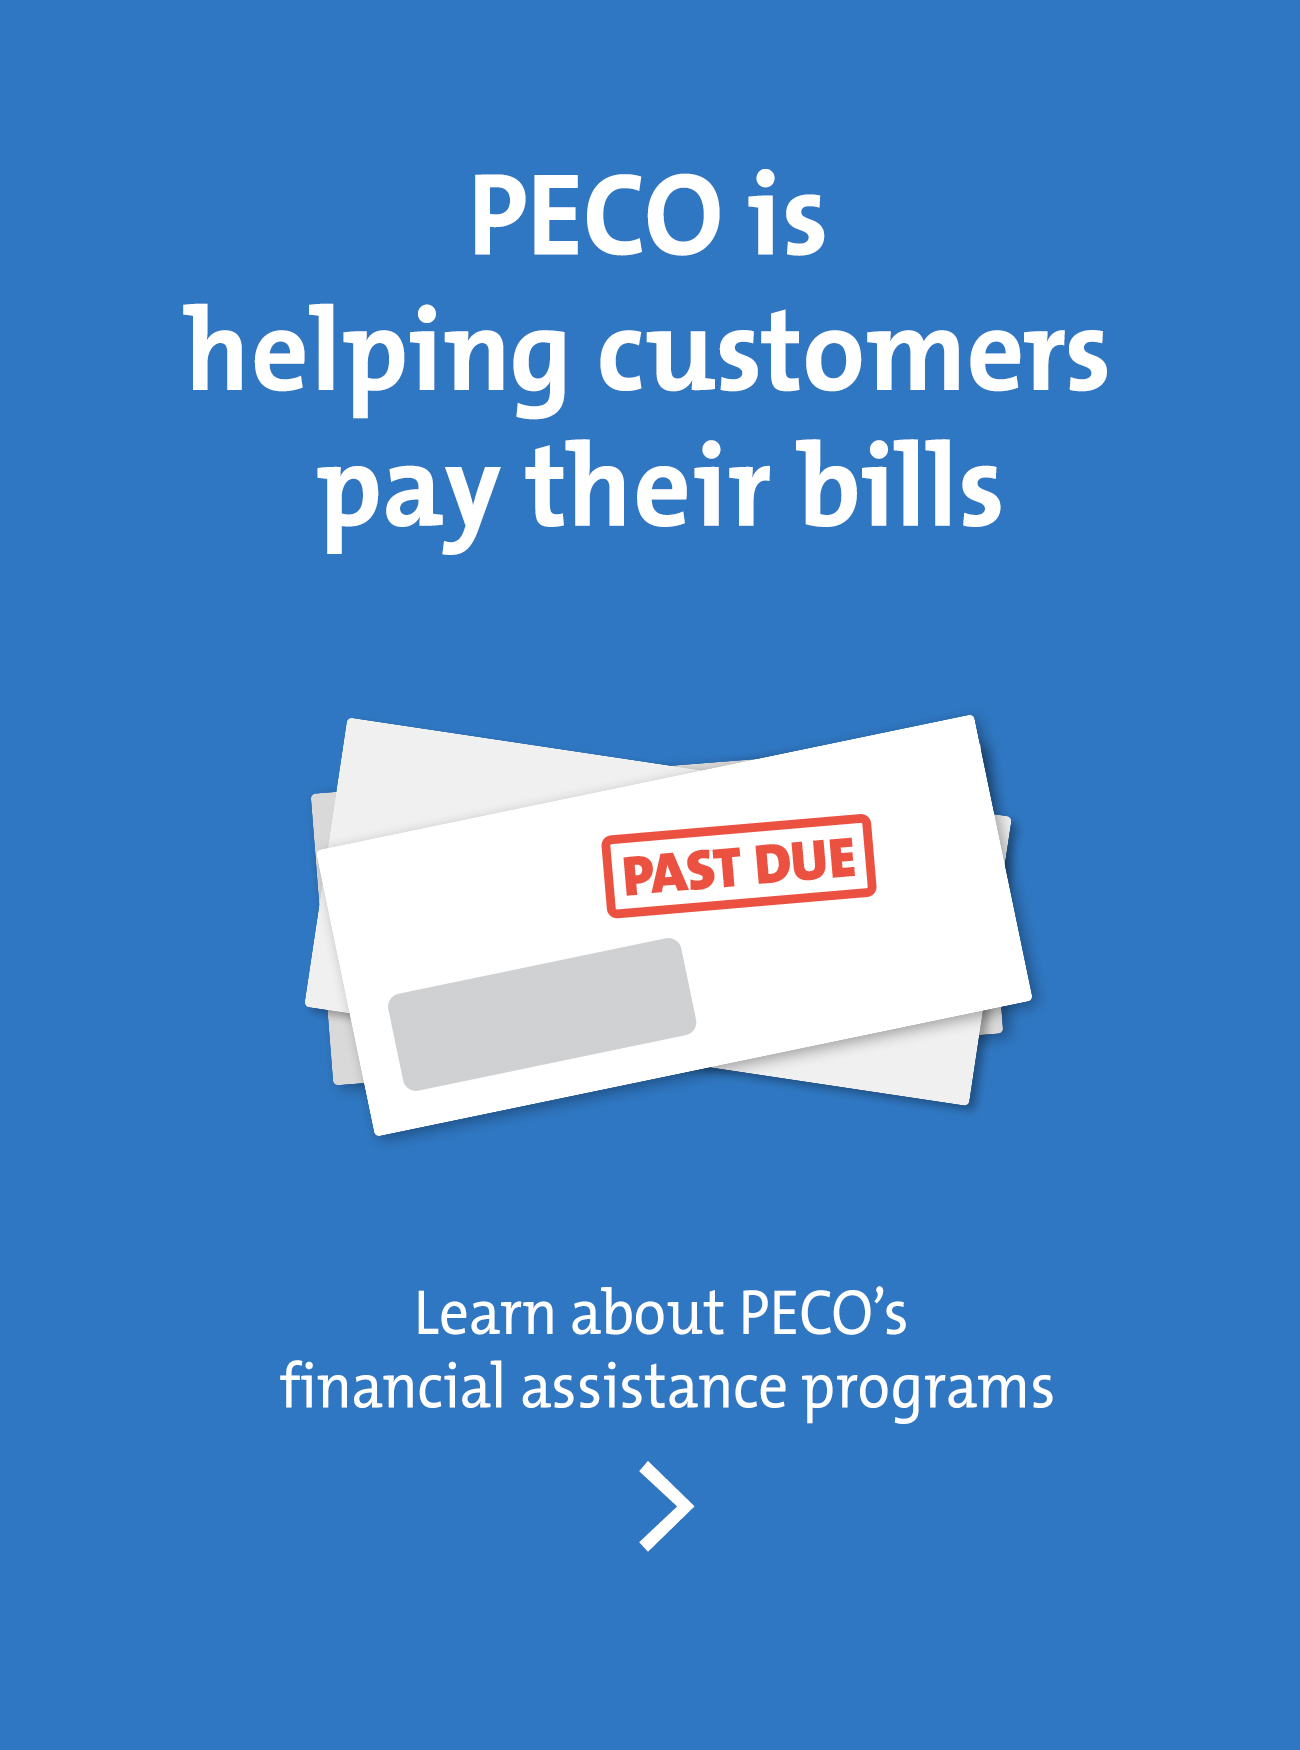 PECO is
helping customers
pay their bills
PAST DUE
Learn about PECO’s
financial assistance programs